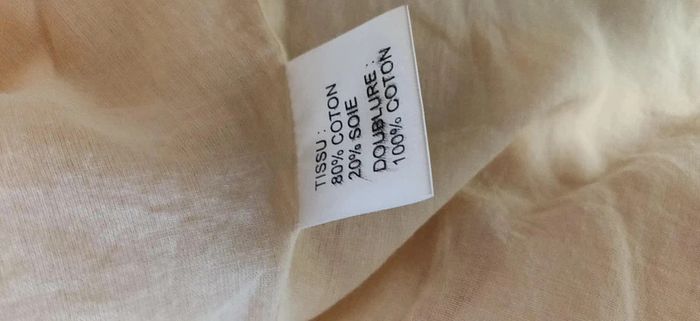 TISSU :
80% COTON
20% SOIE
DOUBLURE :
100% COTON